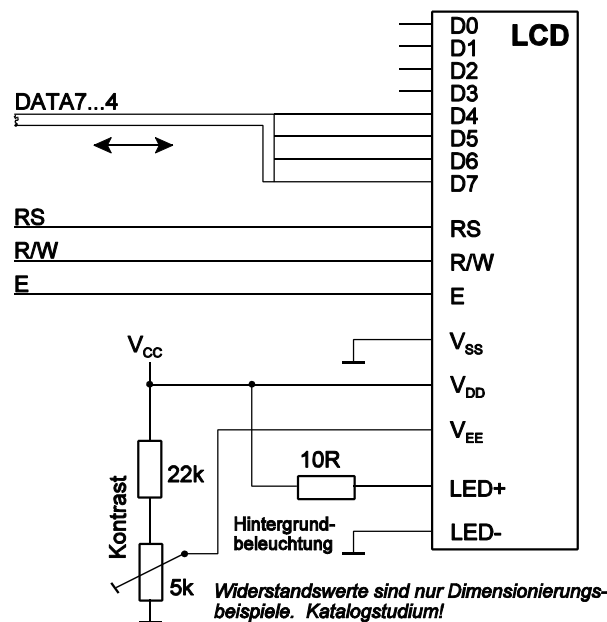 D0
LCD
D1
D2
D3
DATA7...4
D4
D5
D6
D7
RS
RS
R/W
R/W
E
E
VSS
VCC
VDD
VEE
10R
22k
LED+
Kontrast
Hintergrund-
beleuchtung
LED-
5k
Widerstandswerte sind nur Dimensionierungs-
beispiele. Katalogstudium!